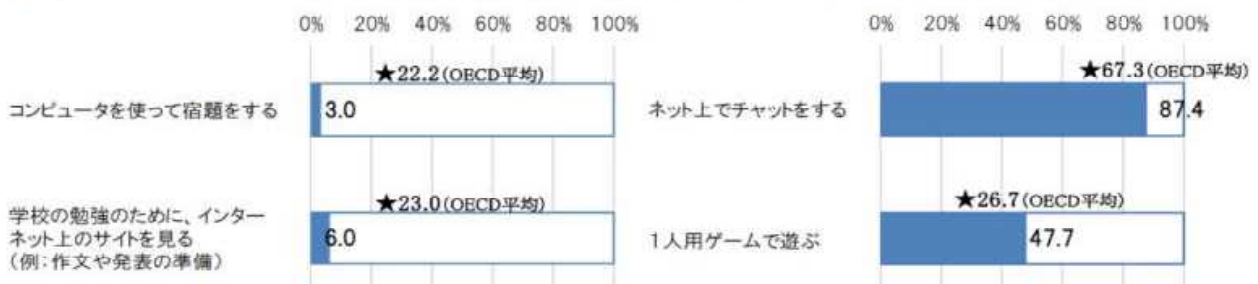 0% 20% 40% 60% 80% 100%
★22.2(OECD平均)
コンピュータを使って宿題をする
3.0
★23.0(OECD平均)
学校の勉強のために、インター
ネット上のサイトを見る
(例:作文や発表の準備)
6.0
0% 20% 40% 60% 80% 100%
★67.3(OECD平均)
ネット上でチャットをする
87.4
★26.7(OECD平均)
1人用ゲームで遊ぶ
47.7